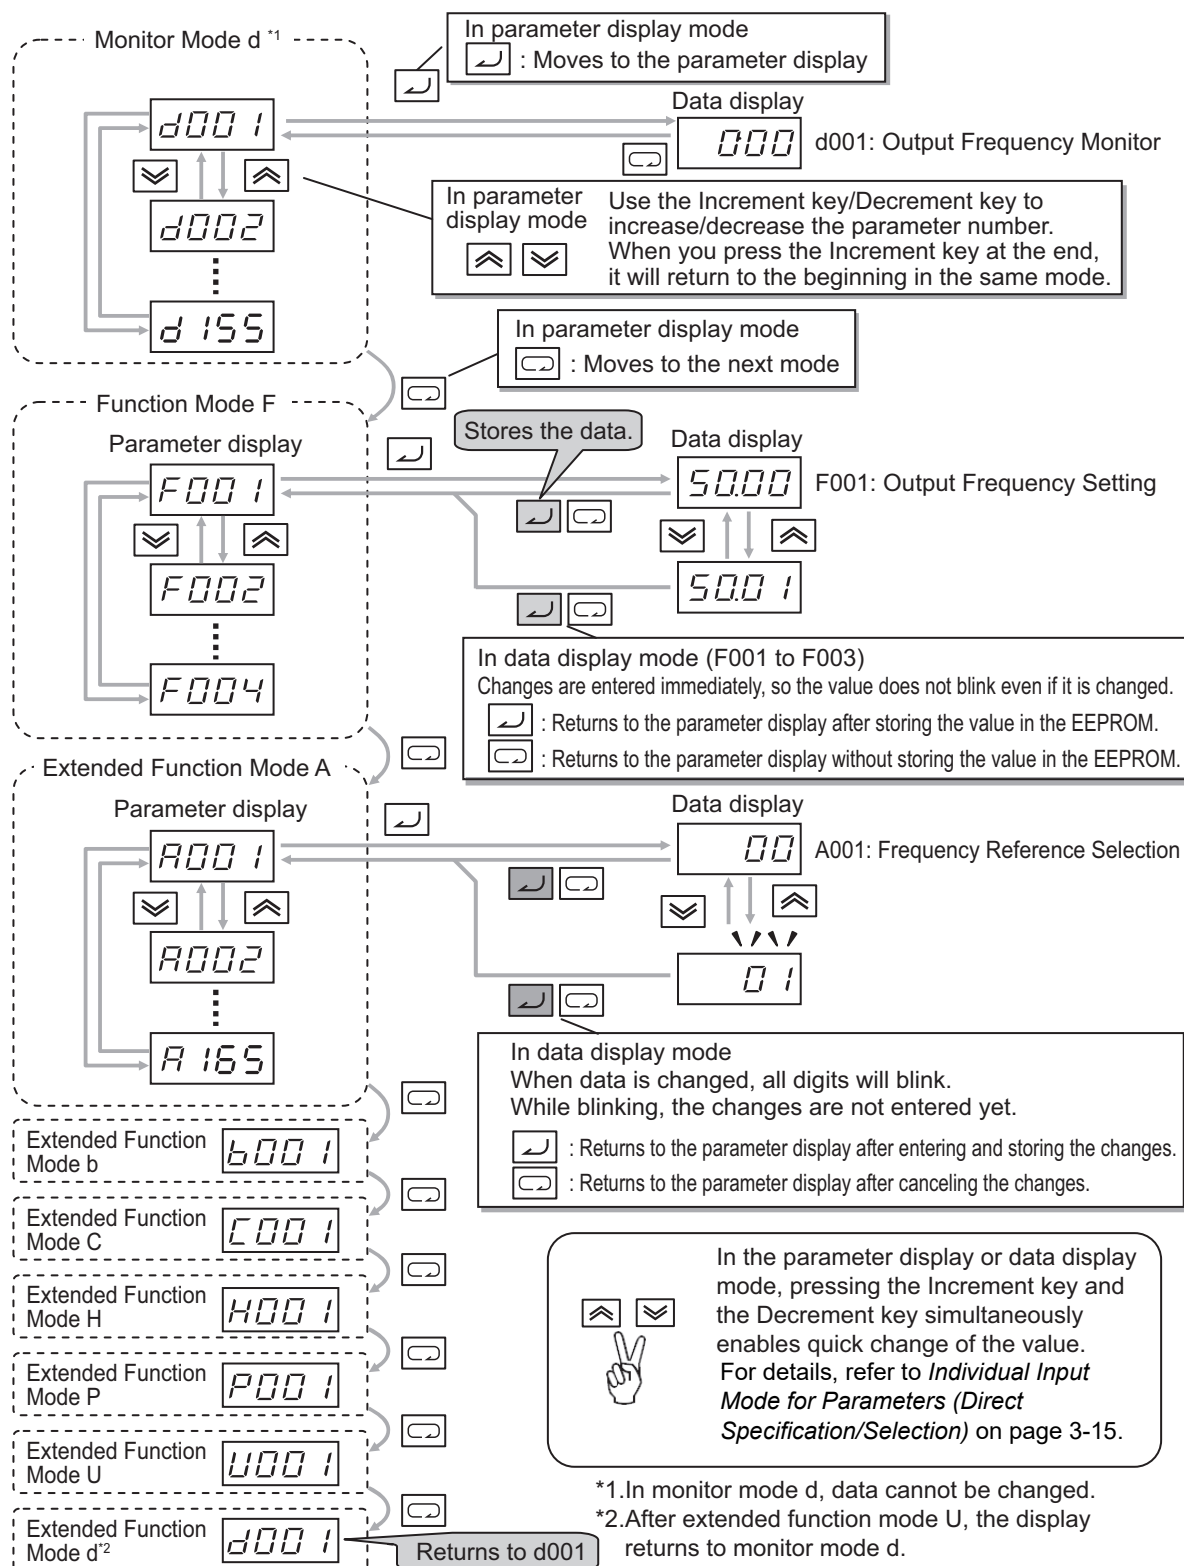 Monitor Mode d *1
In parameter display mode
: Moves to the parameter display
d001
Data display
0.00
d001: Output Frequency Monitor
In parameter
display mode
Use the Increment key/Decrement key to
increase/decrease the parameter number.
When you press the Increment key at the end,
it will return to the beginning in the same mode.
d002
d155
In parameter display mode
: Moves to the next mode
Function Mode F
Parameter display
Stores the data.
Data display
F001
50.00
F001: Output Frequency Setting
F002
50.01
F004
In data display mode (F001 to F003)
Changes are entered immediately, so the value does not blink even if it is changed.
: Returns to the parameter display after storing the value in the EEPROM.
: Returns to the parameter display without storing the value in the EEPROM.
Extended Function Mode A
Parameter display
Data display
A001
00
A001: Frequency Reference Selection
A002
01
A165
In data display mode
When data is changed, all digits will blink.
While blinking, the changes are not entered yet.
: Returns to the parameter display after entering and storing the changes.
: Returns to the parameter display after canceling the changes.
Extended Function
Mode b
b001
Extended Function
Mode C
C001
Extended Function
Mode H
H001
Extended Function
Mode P
P001
Extended Function
Mode U
U001
Extended Function
Mode d*2
d001
Returns to d001
In the parameter display or data display
mode, pressing the Increment key and
the Decrement key simultaneously
enables quick change of the value.
For details, refer to Individual Input
Mode for Parameters (Direct
Specification/Selection) on page 3-15.
*1.In monitor mode d, data cannot be changed.
*2.After extended function mode U, the display
returns to monitor mode d.